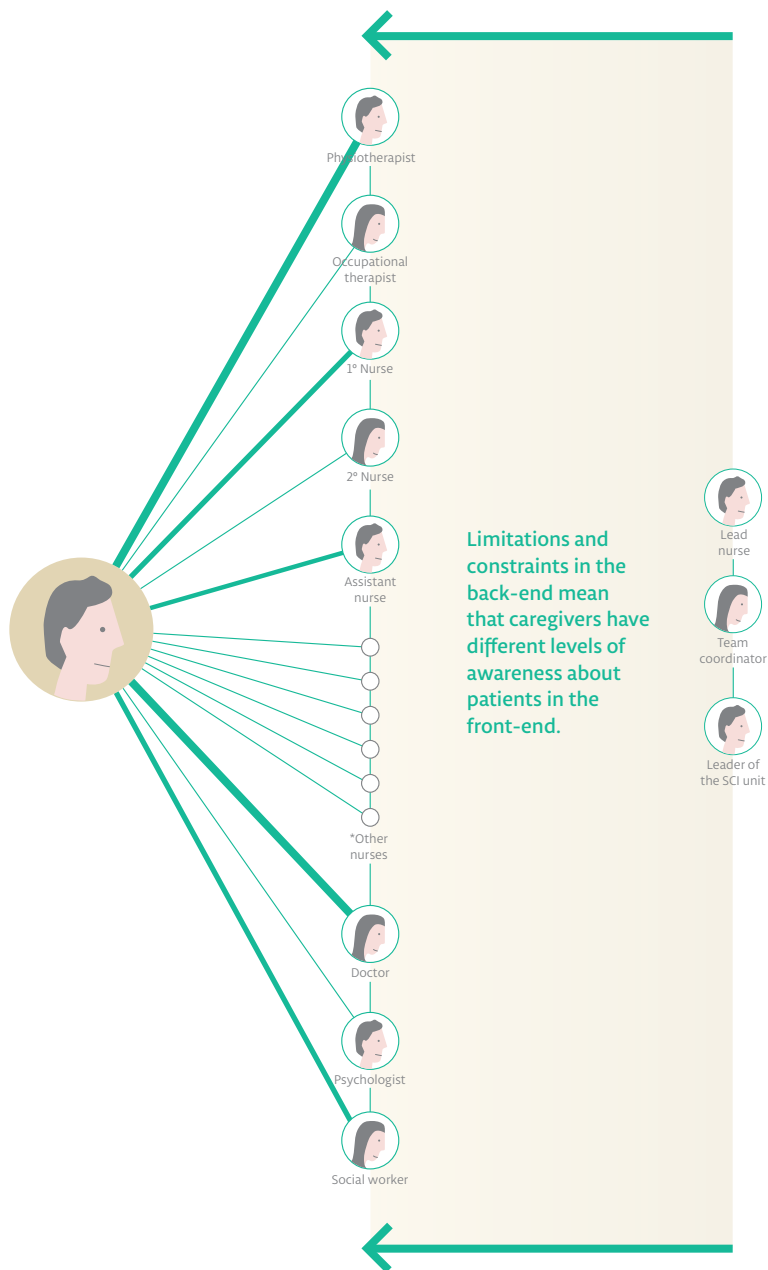 Physiotherapist
Occupational
therapist
1º Nurse
2º Nurse
Assistant
nurse
*Other
nurses
Doctor
Psychologist
Social worker
Limitations and
constraints in the
back-end mean
that caregivers have
different levels of
awareness about
patients in the
front-end.
Lead
nurse
Team
coordinator
Leader of
the SCI unit